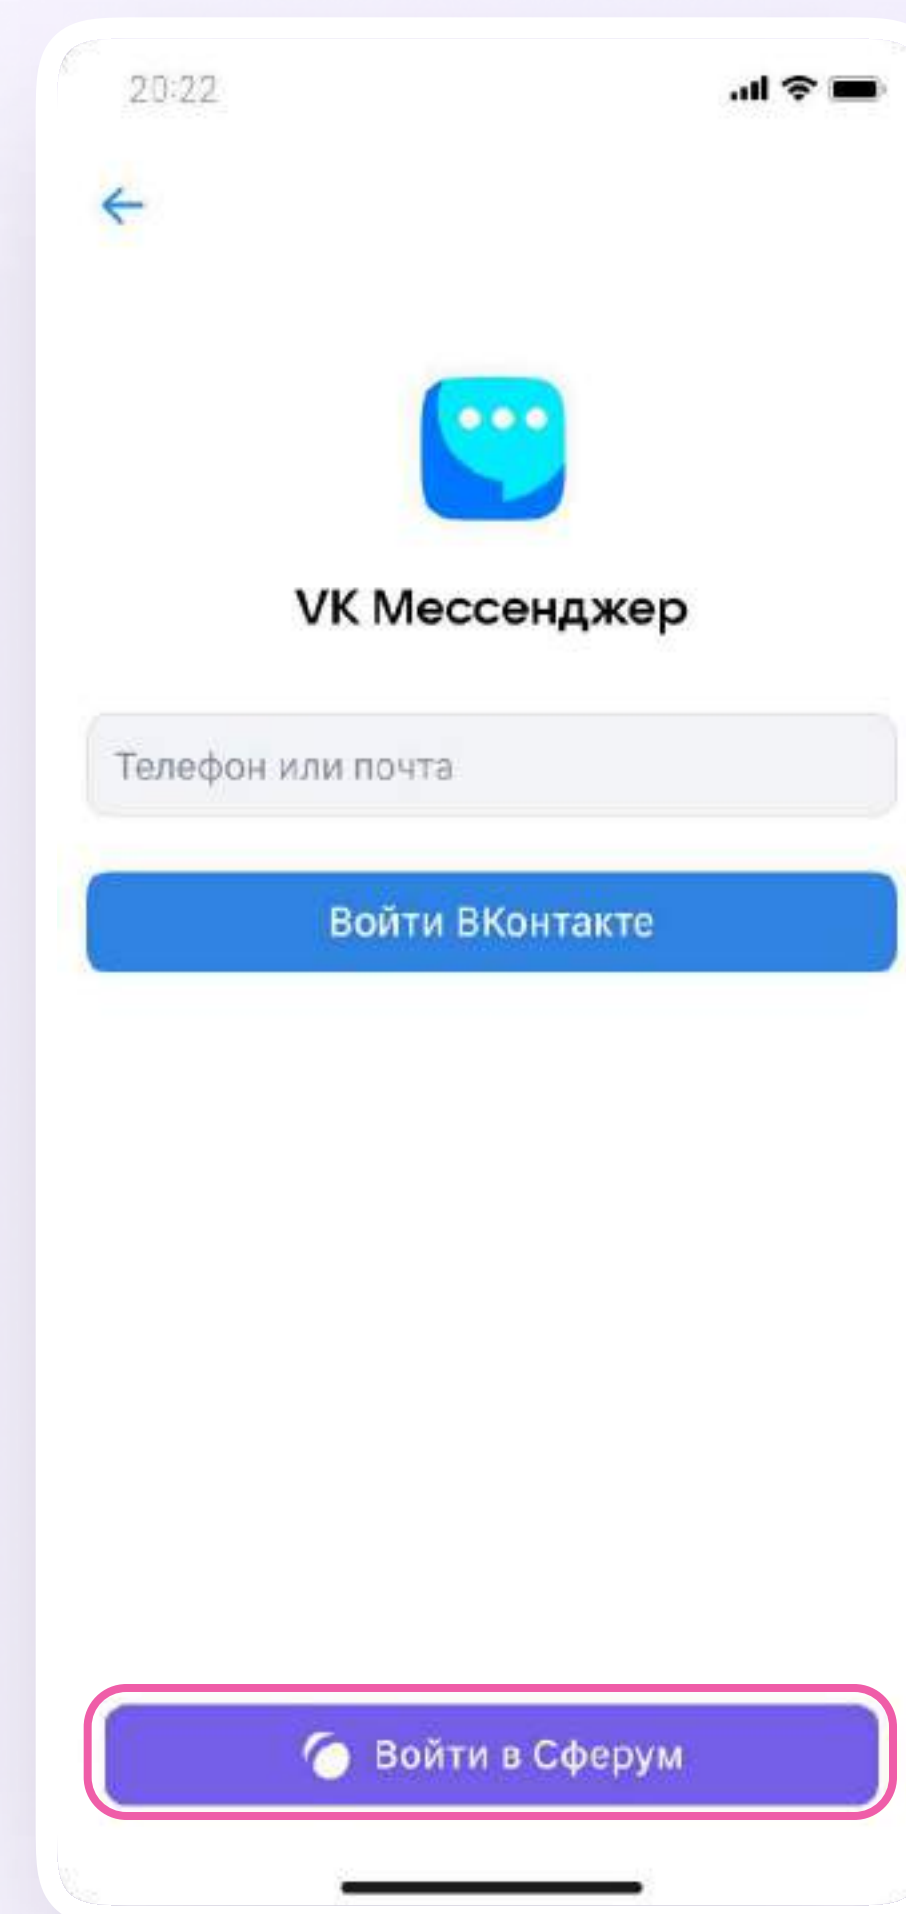 20:22
VK Мессенджер
Телефон или почта
Войти ВКонтакте
Войти в Сферум